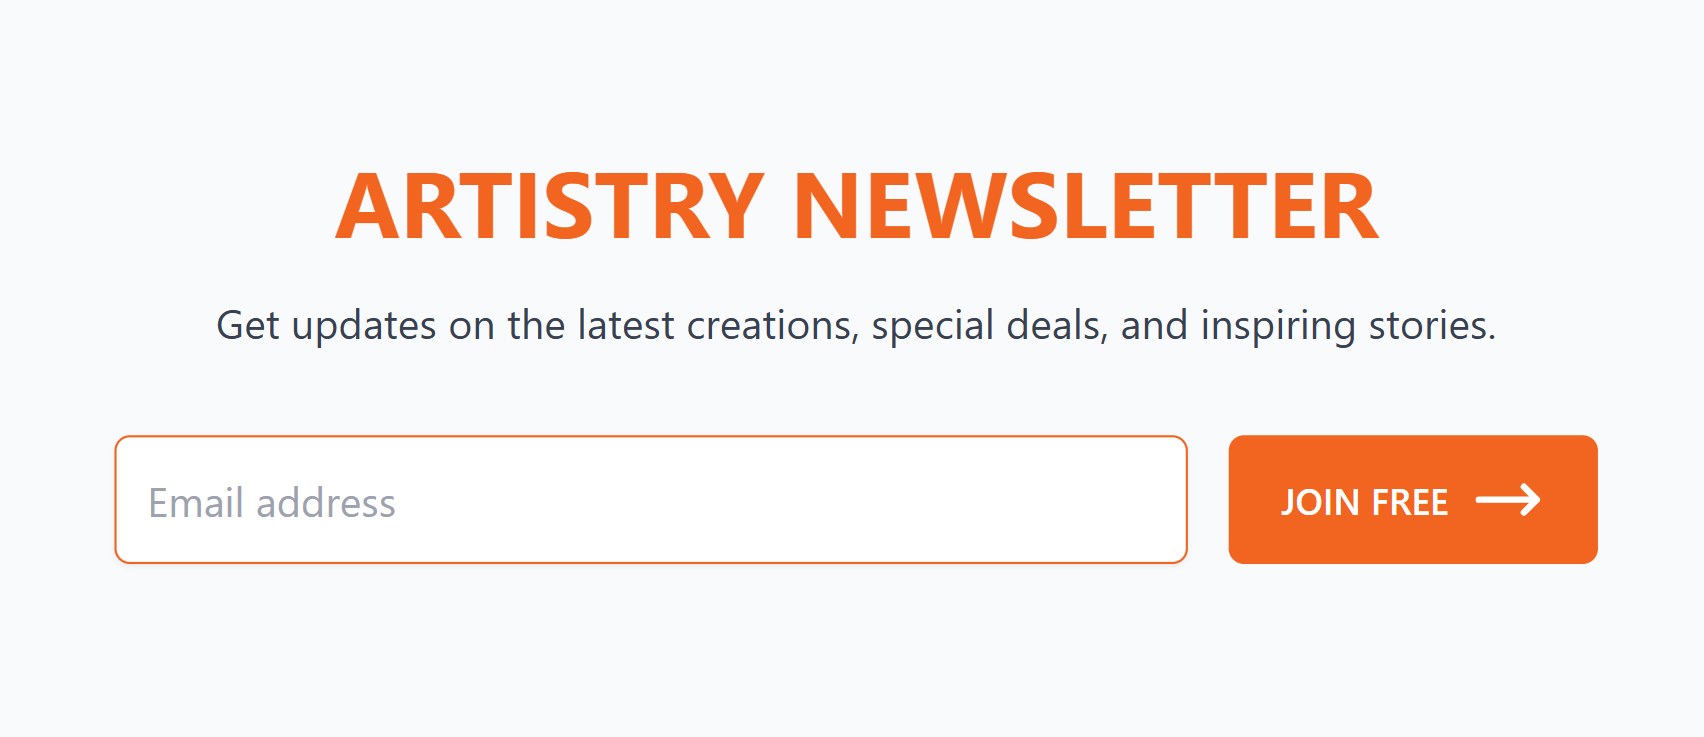 ARTISTRY NEWSLETTER
Get updates on the latest creations, special deals, and inspiring stories.
Email address
JOIN FREE